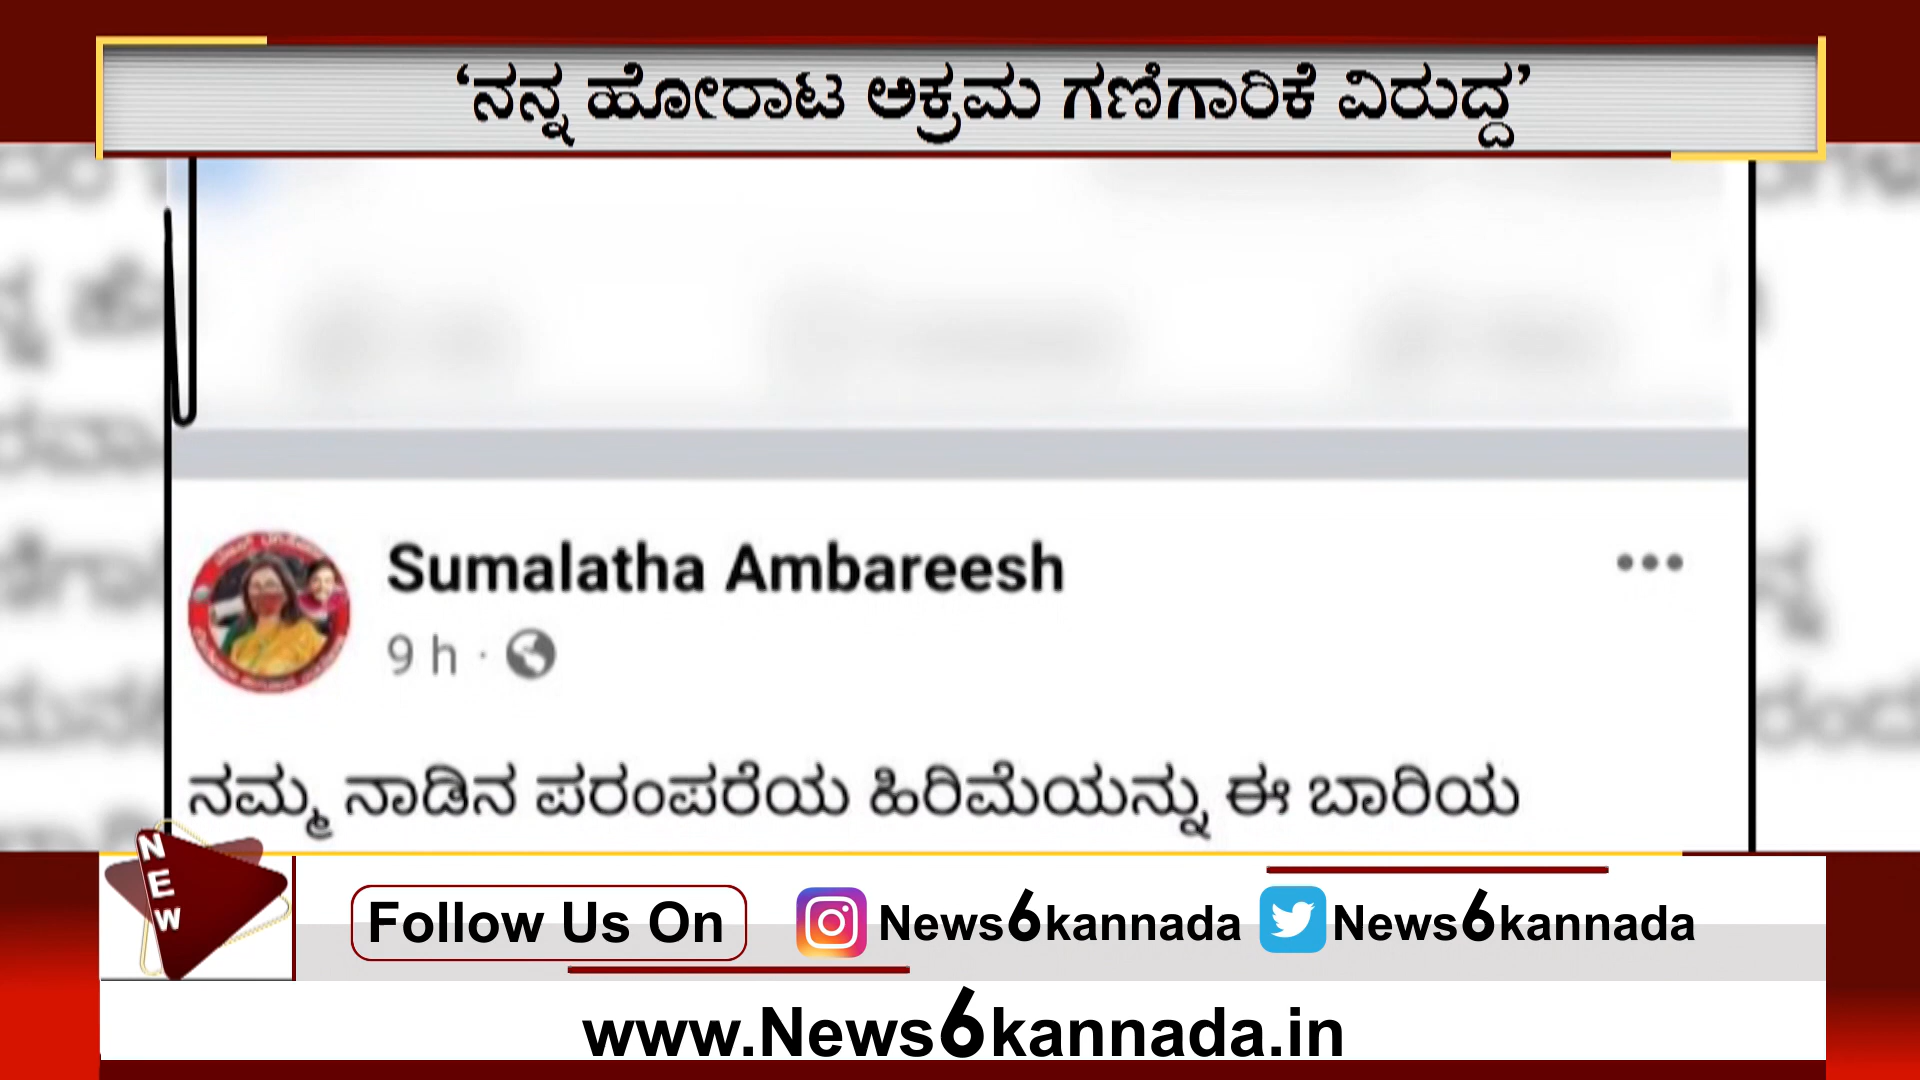 ‘ನನ್ನ ಹೋರಾಟ ಅಕ್ರಮ ಗಣಿಗಾರಿಕೆ ವಿರುದ್ದ’
Sumalatha Ambareesh
9 h ·
ನಮ್ಮ ನಾಡಿನ ಪರಂಪರೆಯ ಹಿರಿಮೆಯನ್ನು ಈ ಬಾರಿಯ
NEW
Follow Us On News6kannada News6kannada
www.News6kannada.in